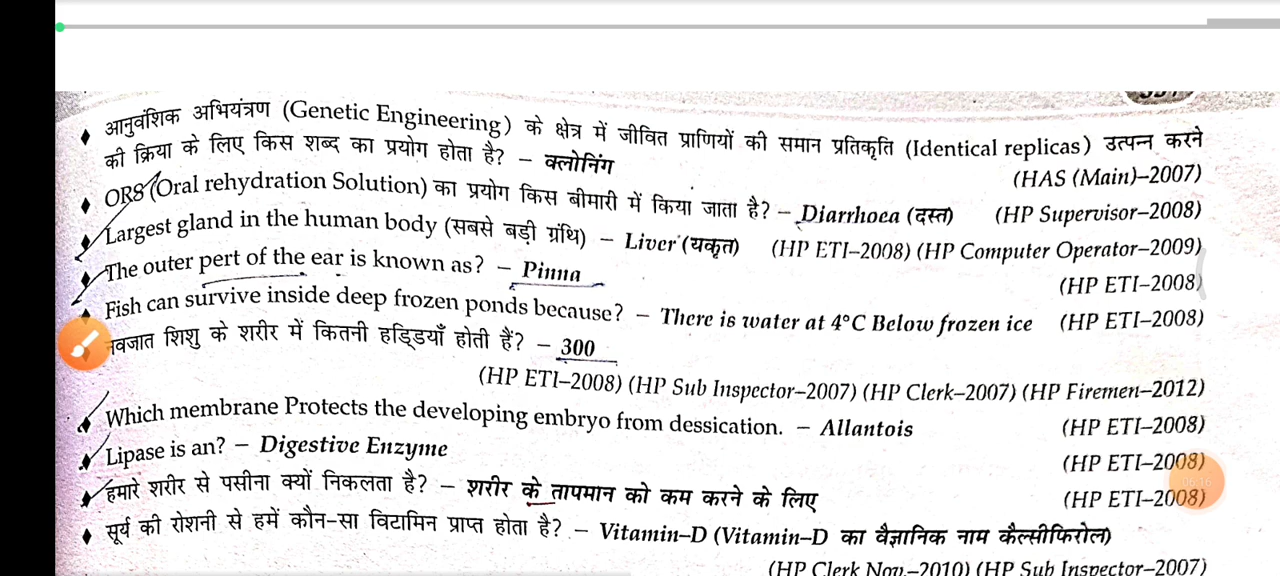 ♦ आनुवंशिक अभियंत्रण (Genetic Engineering) के क्षेत्र में जीवित प्राणियों की समान प्रतिकृति (Identical replicas) उत्पन्न करने
की क्रिया के लिए किस शब्द का प्रयोग होता है? – क्लोनिंग (HAS (Main)–2007)
♦ ORS (Oral rehydration Solution) का प्रयोग किस बीमारी में किया जाता है? – Diarrhoea (दस्त) (HP Supervisor–2008)
♦ Largest gland in the human body (सबसे बड़ी ग्रंथि) – Liver (यकृत) (HP ETI–2008) (HP Computer Operator–2009)
♦ The outer pert of the ear is known as? – Pinna (HP ETI–2008)
♦ Fish can survive inside deep frozen ponds because? – There is water at 4°C Below frozen ice (HP ETI–2008)
नवजात शिशु के शरीर में कितनी हड्डियाँ होती हैं? – 300
(HP ETI–2008) (HP Sub Inspector–2007) (HP Clerk–2007) (HP Firemen–2012)
♦ Which membrane Protects the developing embryo from dessication. – Allantois (HP ETI–2008)
♦ Lipase is an? – Digestive Enzyme (HP ETI–2008)
♦ हमारे शरीर से पसीना क्यों निकलता है? – शरीर के तापमान को कम करने के लिए (HP ETI–2008)
♦ सूर्य की रोशनी से हमें कौन-सा विटामिन प्राप्त होता है? – Vitamin–D (Vitamin–D का वैज्ञानिक नाम कैल्सीफिरोल)
(HP Clerk Nov.–2010) (HP Sub Inspector–2007)